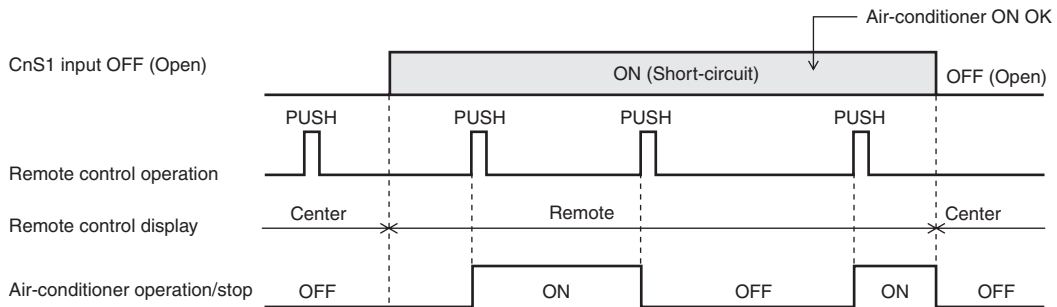 Air-conditioner ON OK
CnS1 input OFF (Open)
ON (Short-circuit)
OFF (Open)
PUSH PUSH PUSH PUSH
Remote control operation
Remote control display
Center Remote Center
Air-conditioner operation/stop
OFF ON OFF ON OFF